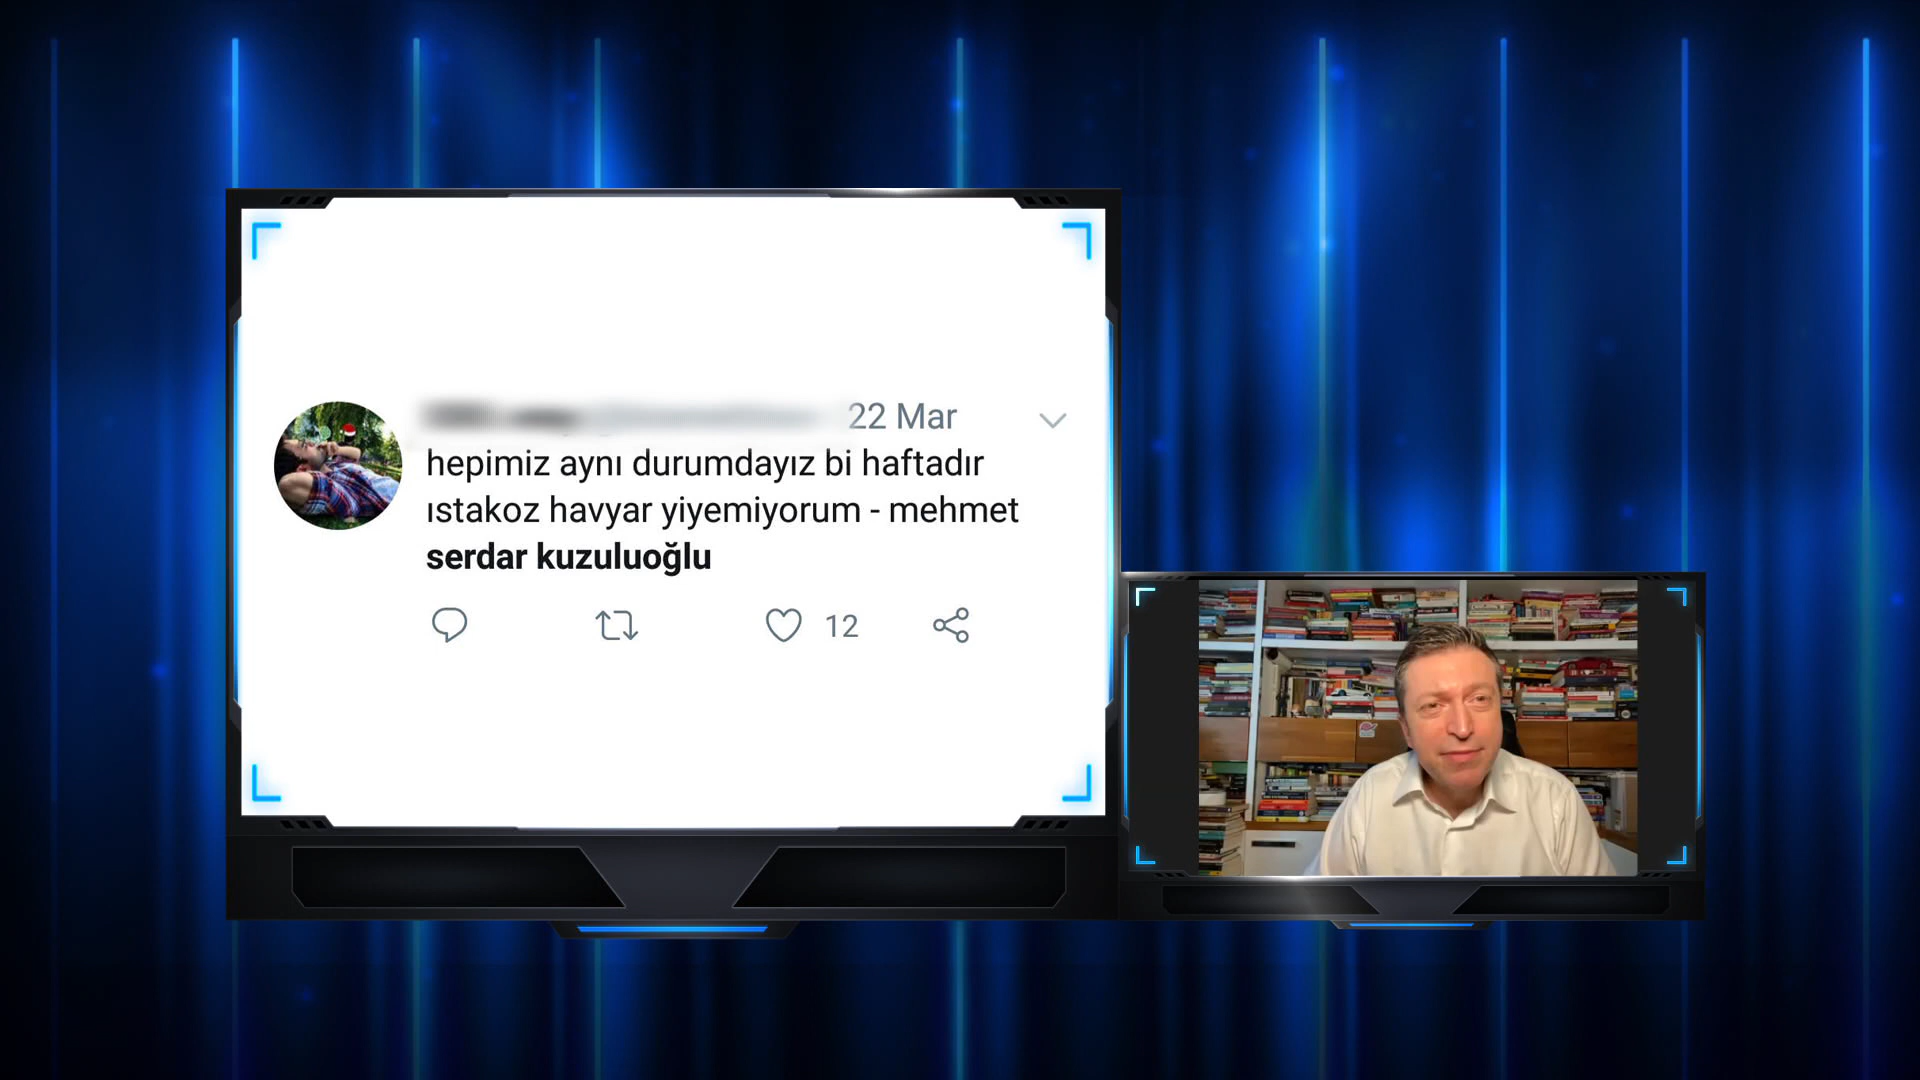 22 Mar
hepimiz aynı durumdayız bi haftadır
ıstakoz havyar yiyemiyorum - mehmet
serdar kuzuluoğlu
12